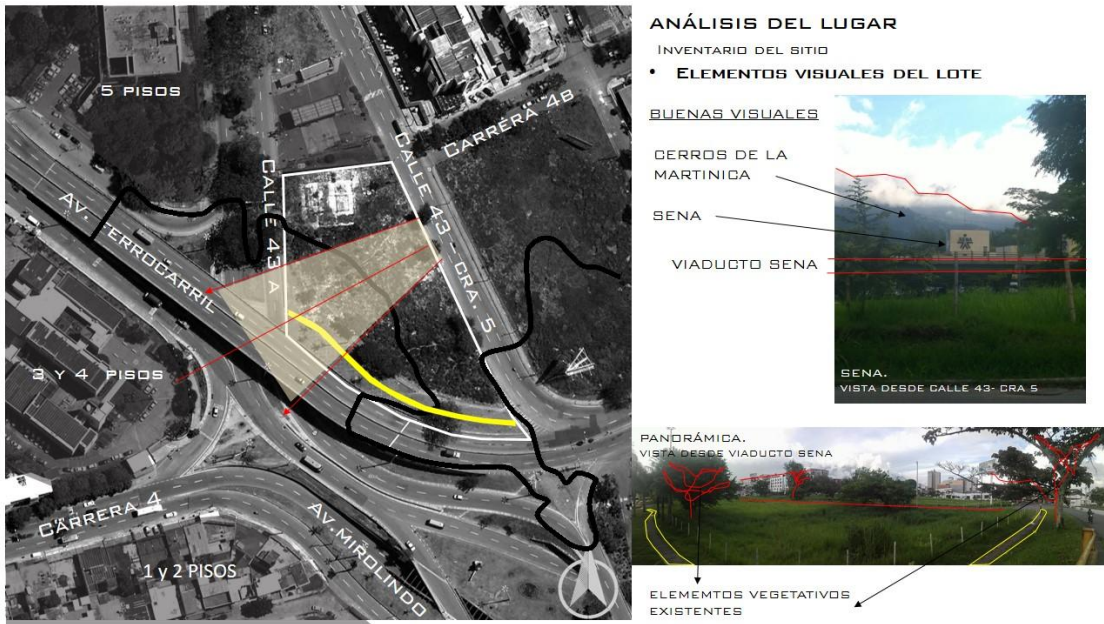 5 PISOS
CALLE 43 A
CALLE 43- CRA. 5
CARRERA 4B
AV. FERROCARRIL
3 Y 4 PISOS
CARRERA 4
1 y 2 PISOS
AV. MIROLINDO
ANÁLISIS DEL LUGAR
INVENTARIO DEL SITIO
• ELEMENTOS VISUALES DEL LOTE
BUENAS VISUALES
CERROS DE LA
MARTINICA
SENA
VIADUCTO SENA
SENA.
VISTA DESDE CALLE 43- CRA 5
PANORÁMICA.
VISTA DESDE VIADUCTO SENA
ELEMEMTOS VEGETATIVOS
EXISTENTES